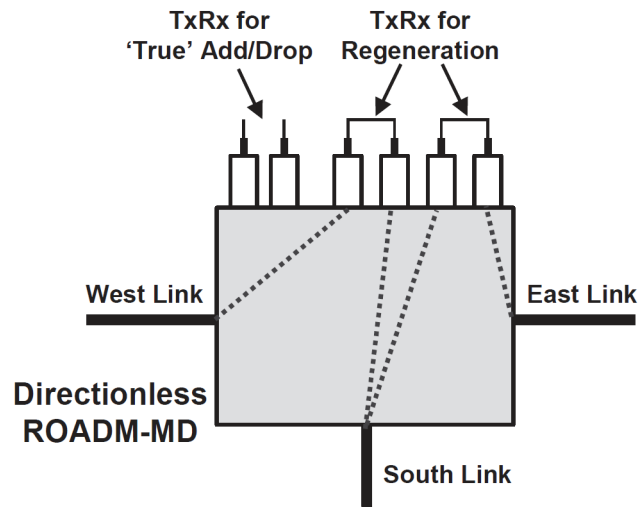 TxRx for
‘True’ Add/Drop
TxRx for
Regeneration
West Link
East Link
Directionless
ROADM-MD
South Link